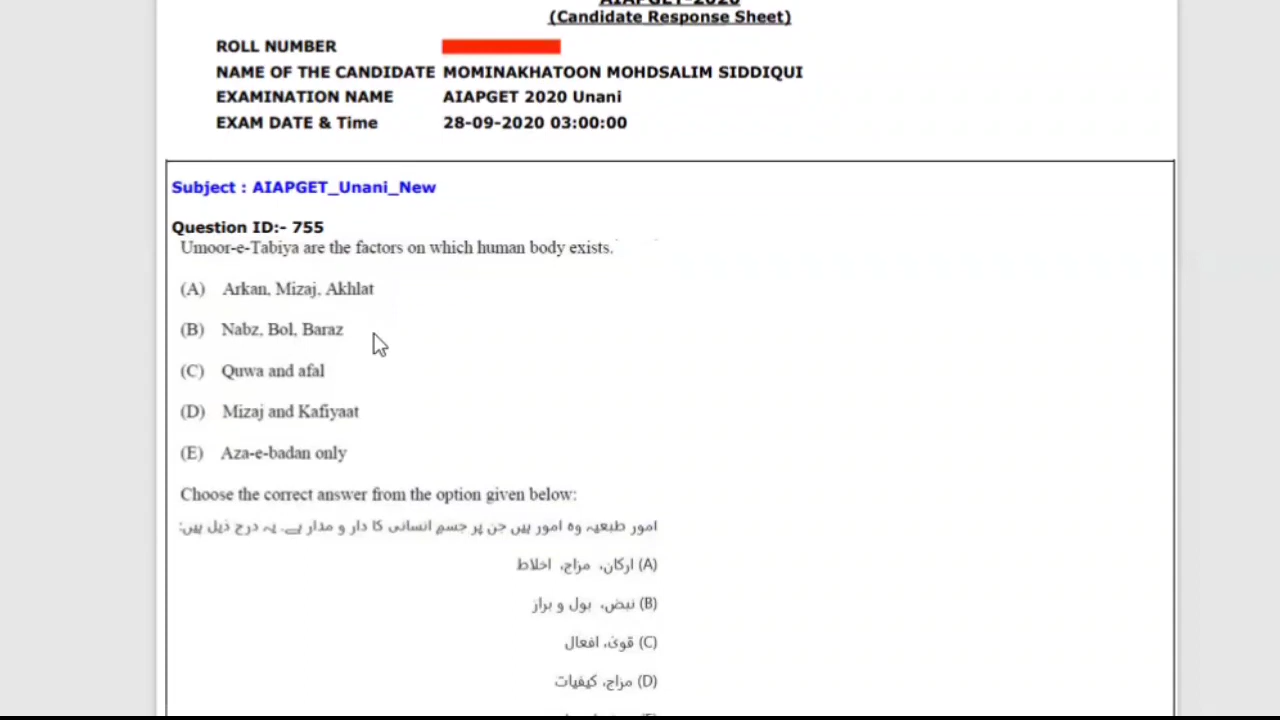 AIAPGET-2020
(Candidate Response Sheet)
ROLL NUMBER
NAME OF THE CANDIDATE MOMINAKHATOON MOHDSALIM SIDDIQUI
EXAMINATION NAME AIAPGET 2020 Unani
EXAM DATE & Time 28-09-2020 03:00:00
Subject : AIAPGET_Unani_New
Question ID:- 755
Umoor-e-Tabiya are the factors on which human body exists.
(A) Arkan, Mizaj, Akhlat
(B) Nabz, Bol, Baraz
(C) Quwa and afal
(D) Mizaj and Kafiyaat
(E) Aza-e-badan only
Choose the correct answer from the option given below:
امور طبعیہ وہ امور ہیں جن پر جسم انسانی کا دار و مدار ہے۔ یہ درج ذیل ہیں:
(A) ارکان، مزاج، اخلاط
(B) نبض، بول و براز
(C) قویٰ، افعال
(D) مزاج، کیفیات